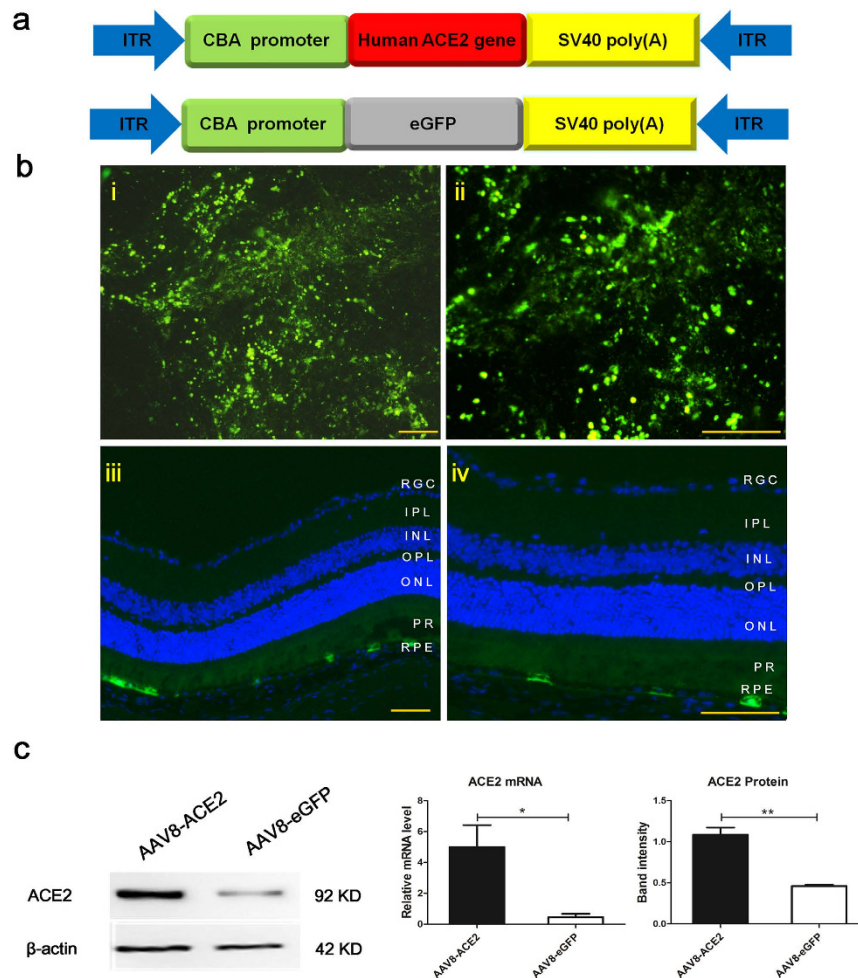 a
ITR CBA promoter Human ACE2 gene SV40 poly(A) ITR
ITR CBA promoter eGFP SV40 poly(A) ITR
b
i
ii
iii
RGC
IPL
INL
OPL
ONL
PR
RPE
iv
RGC
IPL
INL
OPL
ONL
PR
RPE
c
AAV8-ACE2 AAV8-eGFP
ACE2 92 KD
β-actin 42 KD
ACE2 mRNA
Relative mRNA level
8
6
4
2
0
*
AAV8-ACE2 AAV8-eGFP
ACE2 Protein
Band intensity
1.5
1.0
0.5
0.0
**
AAV8-ACE2 AAV8-eGFP